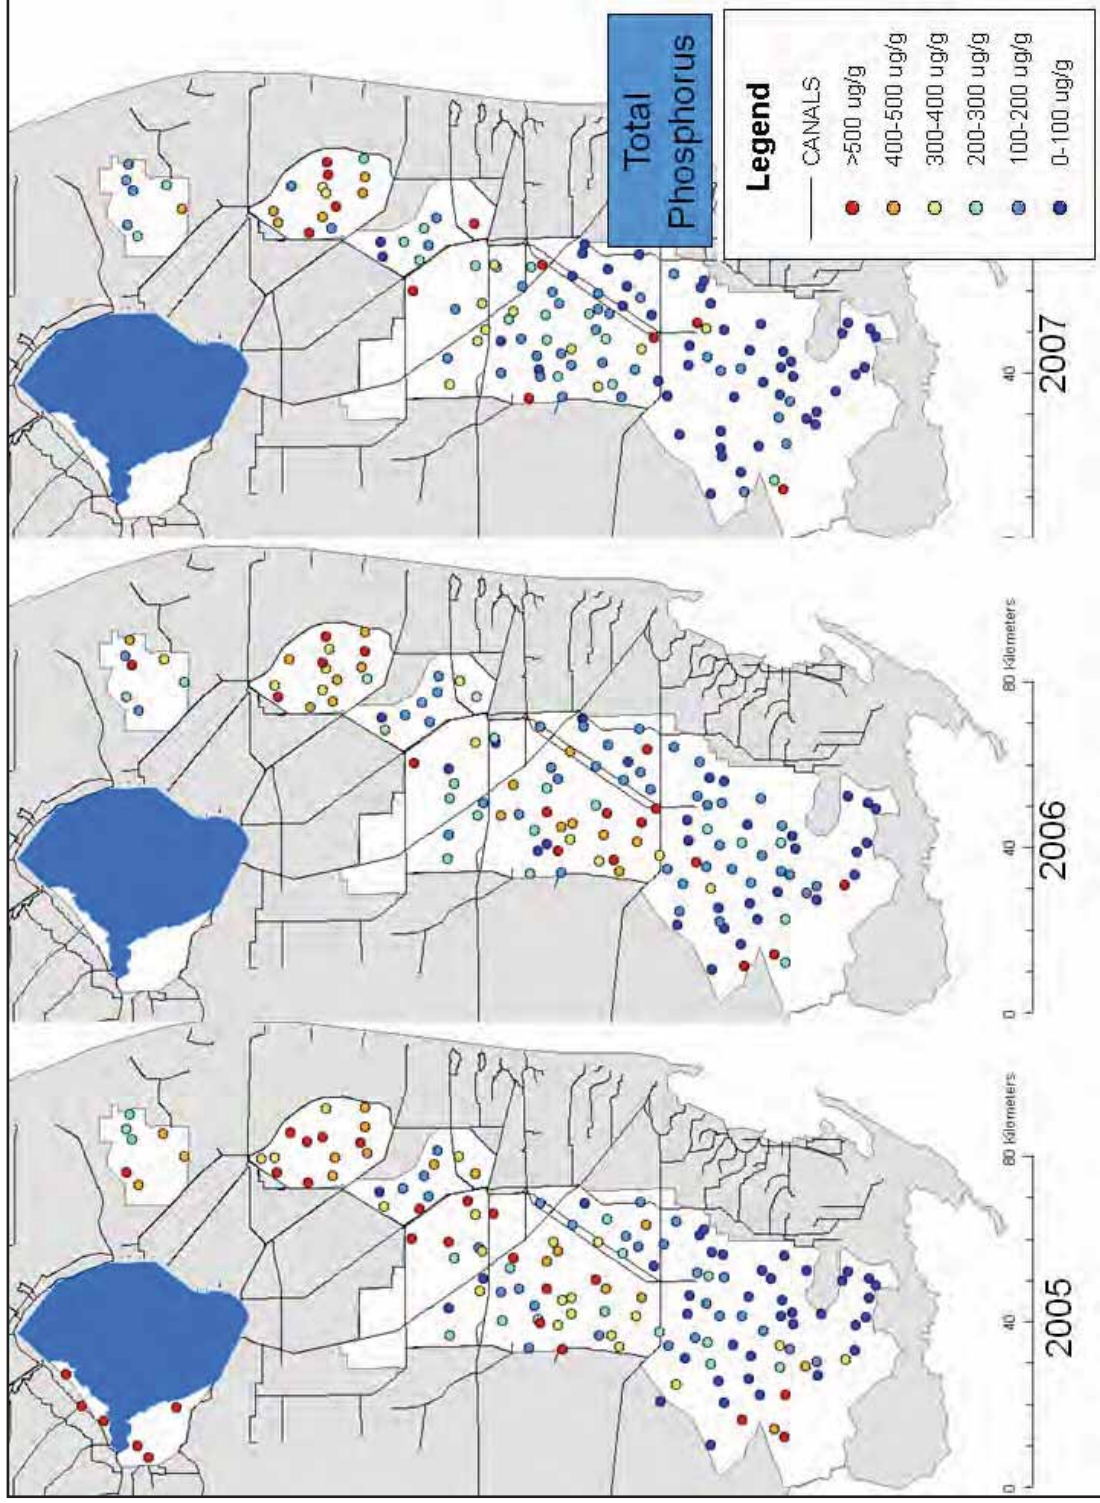 Total
Phosphorus
Legend
CANALS
>500 ug/g
400-500 ug/g
300-400 ug/g
200-300 ug/g
100-200 ug/g
0-100 ug/g
0
40
80 Kilometers
2005
0
40
80 Kilometers
2006
40
2007